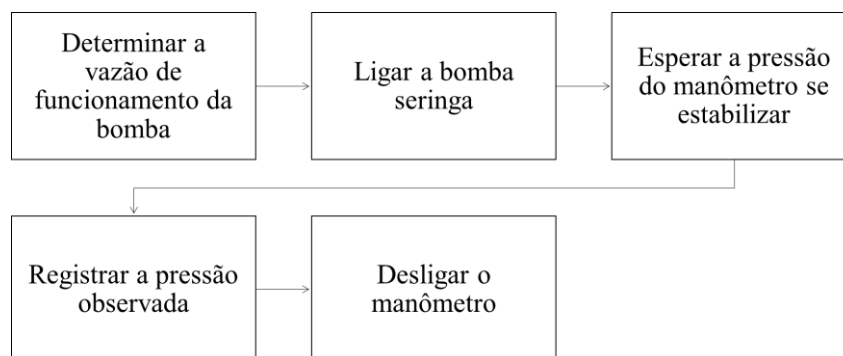 Determinar a
vazão de
funcionamento da
bomba
Ligar a bomba
seringa
Esperar a pressão
do manômetro se
estabilizar
Registrar a pressão
observada
Desligar o
manômetro